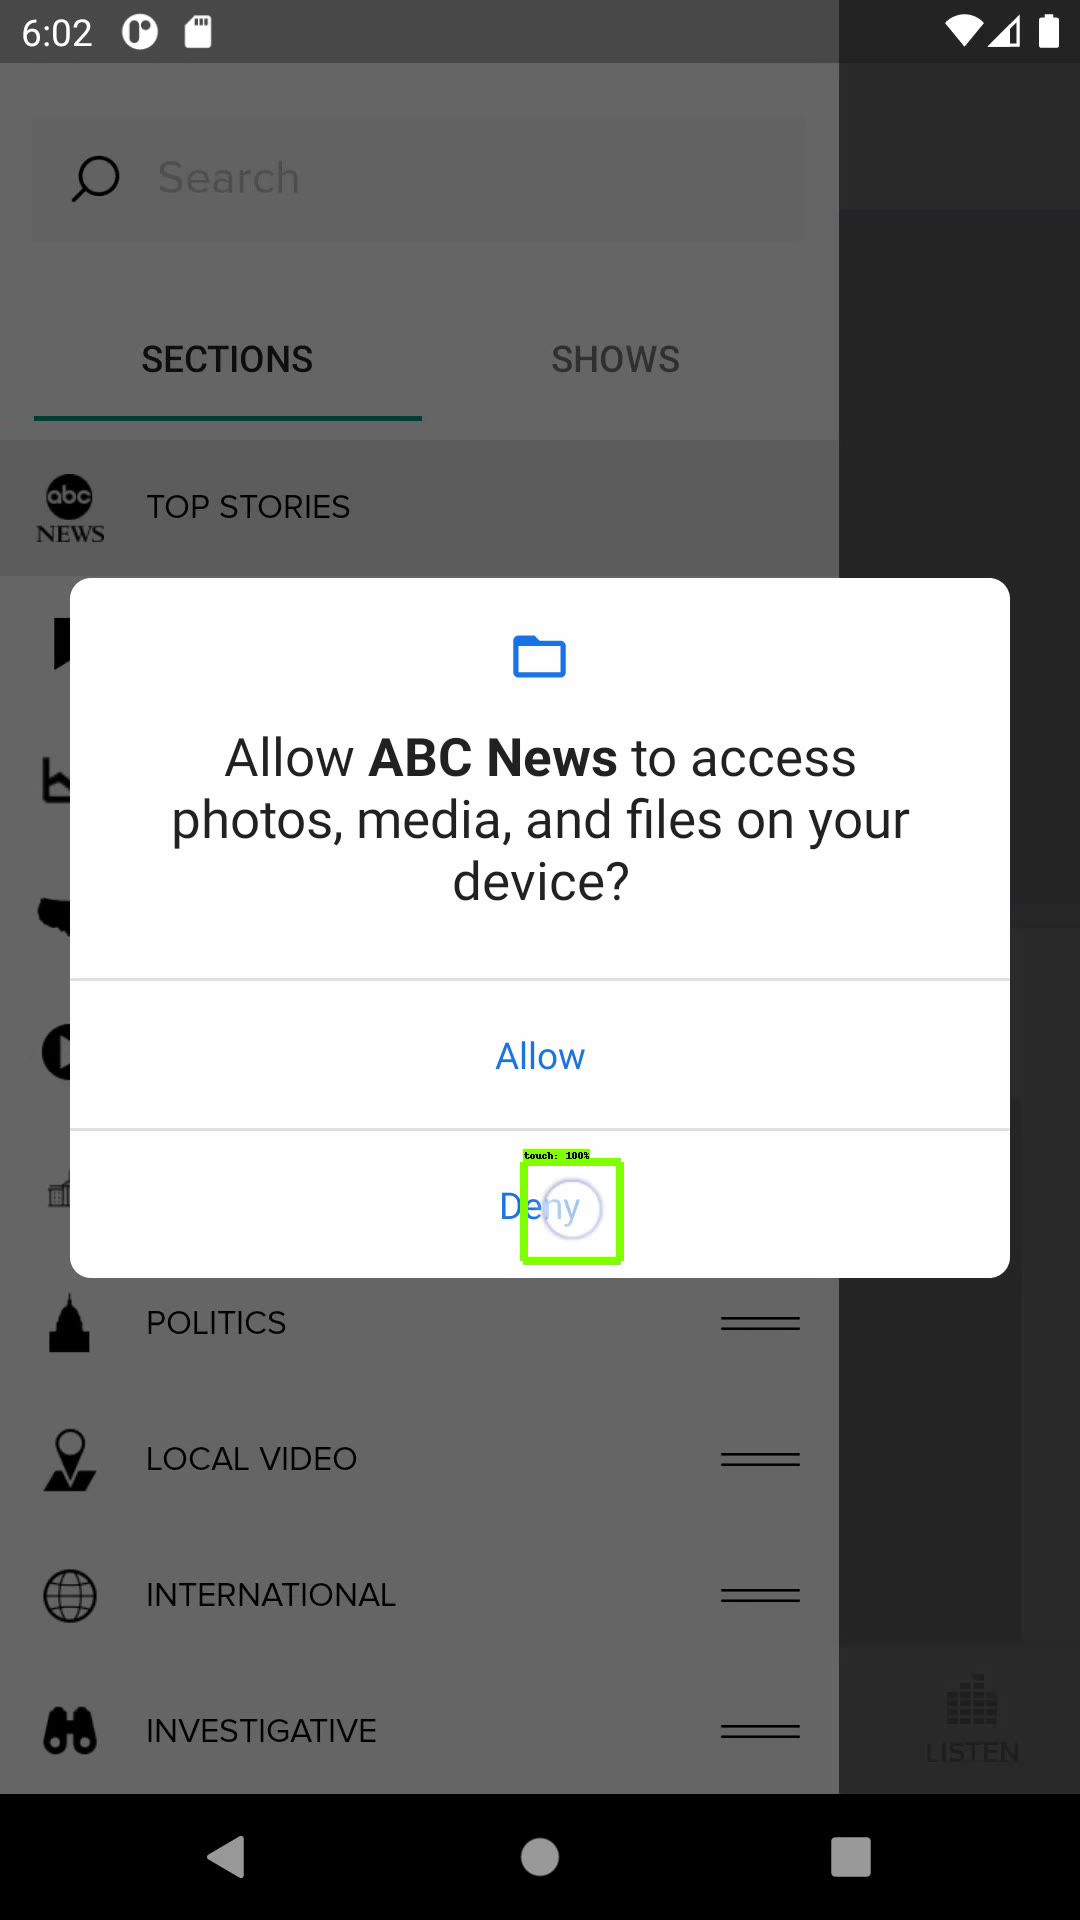 6:02
Search
SECTIONS
SHOWS
abc
NEWS
TOP STORIES
Allow ABC News to access
photos, media, and files on your
device?
Allow
touch: 100%
Deny
POLITICS
LOCAL VIDEO
INTERNATIONAL
INVESTIGATIVE
LISTEN